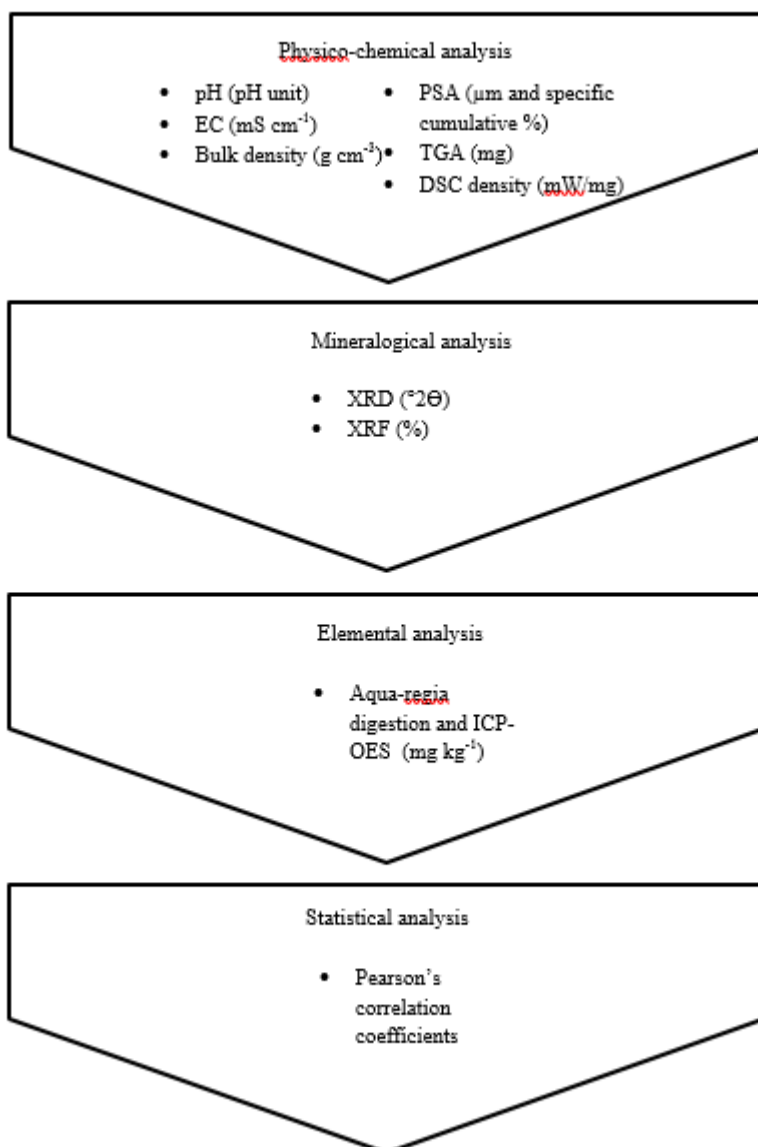 Physico-chemical analysis
• pH (pH unit)
• EC (mS cm⁻¹)
• Bulk density (g cm⁻³)
• PSA (µm and specific
cumulative %)
• TGA (mg)
• DSC density (mW/mg)
Mineralogical analysis
• XRD (°2Ɵ)
• XRF (%)
Elemental analysis
• Aqua-regia
digestion and ICP-
OES (mg kg⁻¹)
Statistical analysis
• Pearson’s
correlation
coefficients